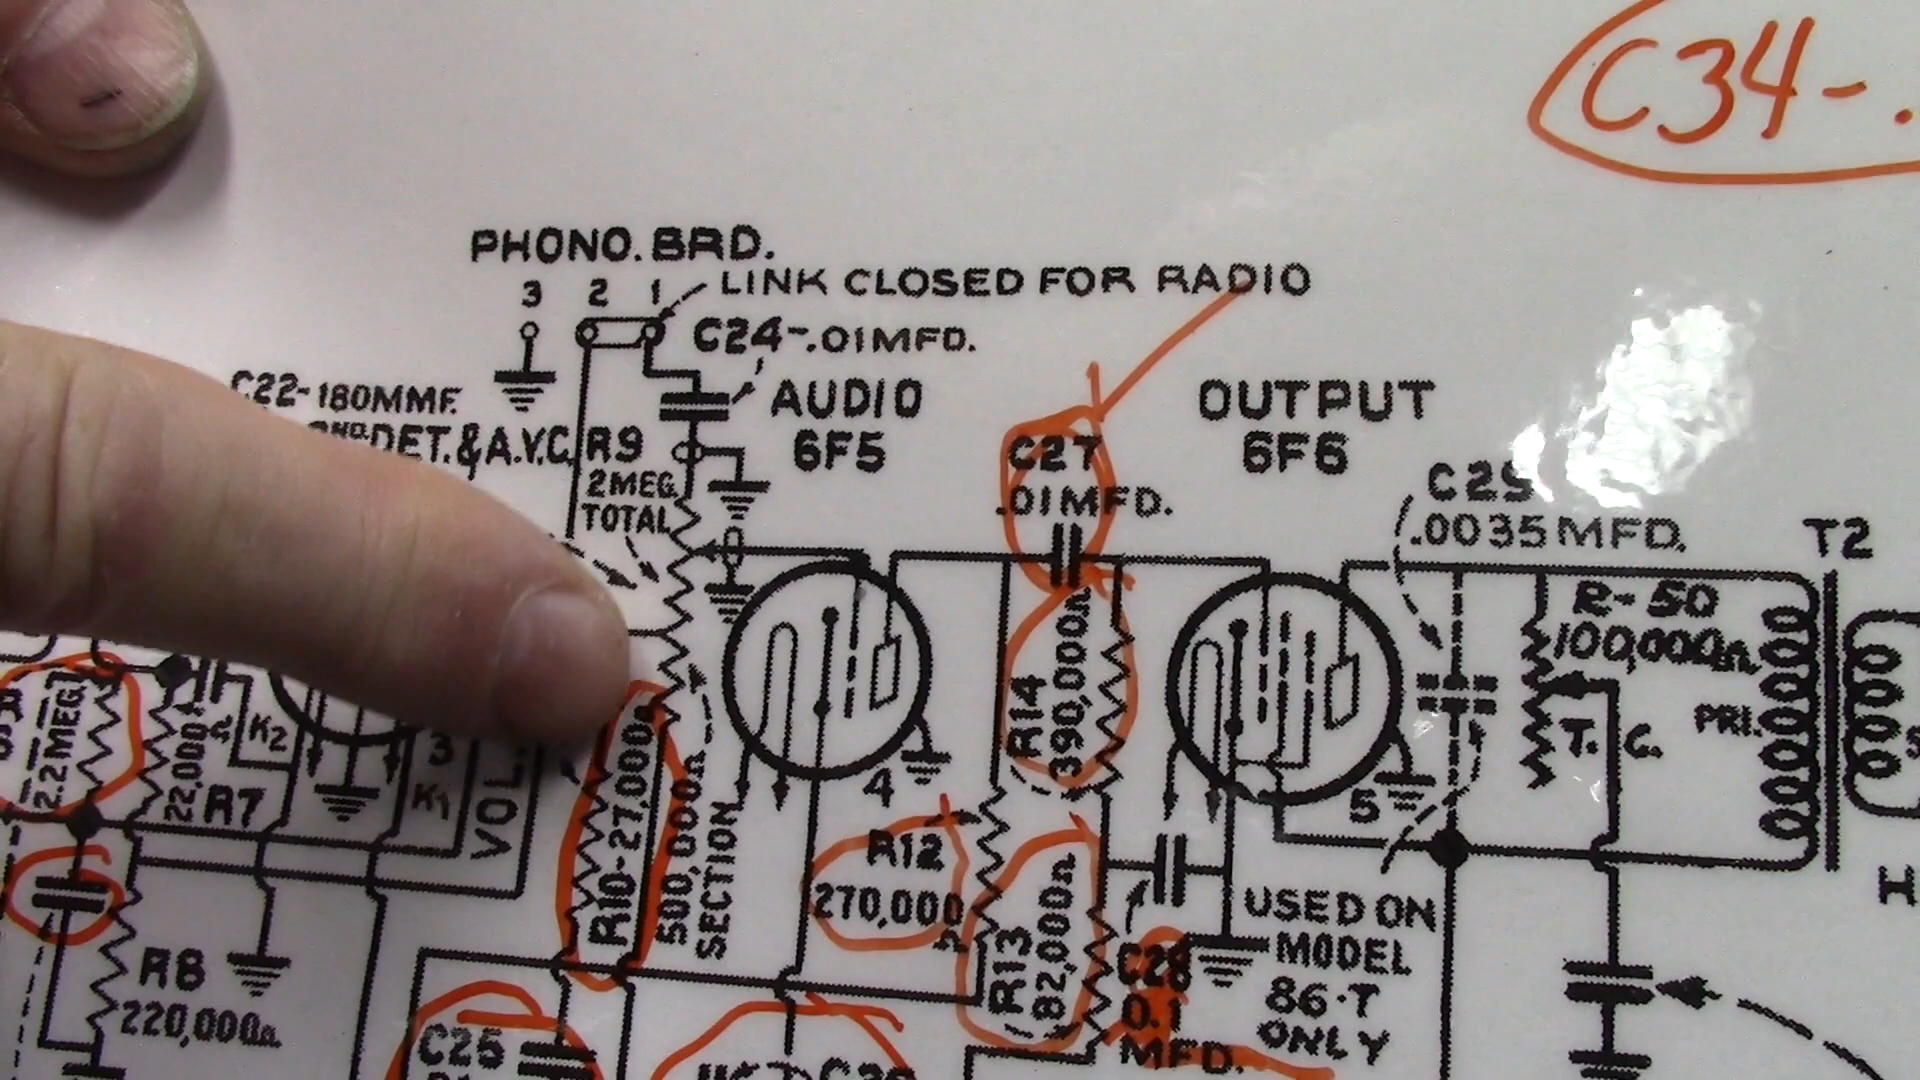 C34-.
PHONO. BRD.
3 2 1
LINK CLOSED FOR RADIO
C24-.01MFD.
C22-180MMF.
DET. & A.V.C.
R9
2MEG.
TOTAL
AUDIO
6F5
C27
.01MFD.
OUTPUT
6F6
.0035MFD.
T2
R-50
100,000Ω
T. C.
PRI.
R14
390,000Ω
2.2MEG.
22,000Ω
R7
K2
3
K1
VOL.
R10-27,000Ω
500,000Ω
SECTION
4
5
R12
270,000
R13
82,000Ω
C28
0.1
MFD.
USED ON
MODEL
86-T
ONLY
R8
220,000Ω
C25
H